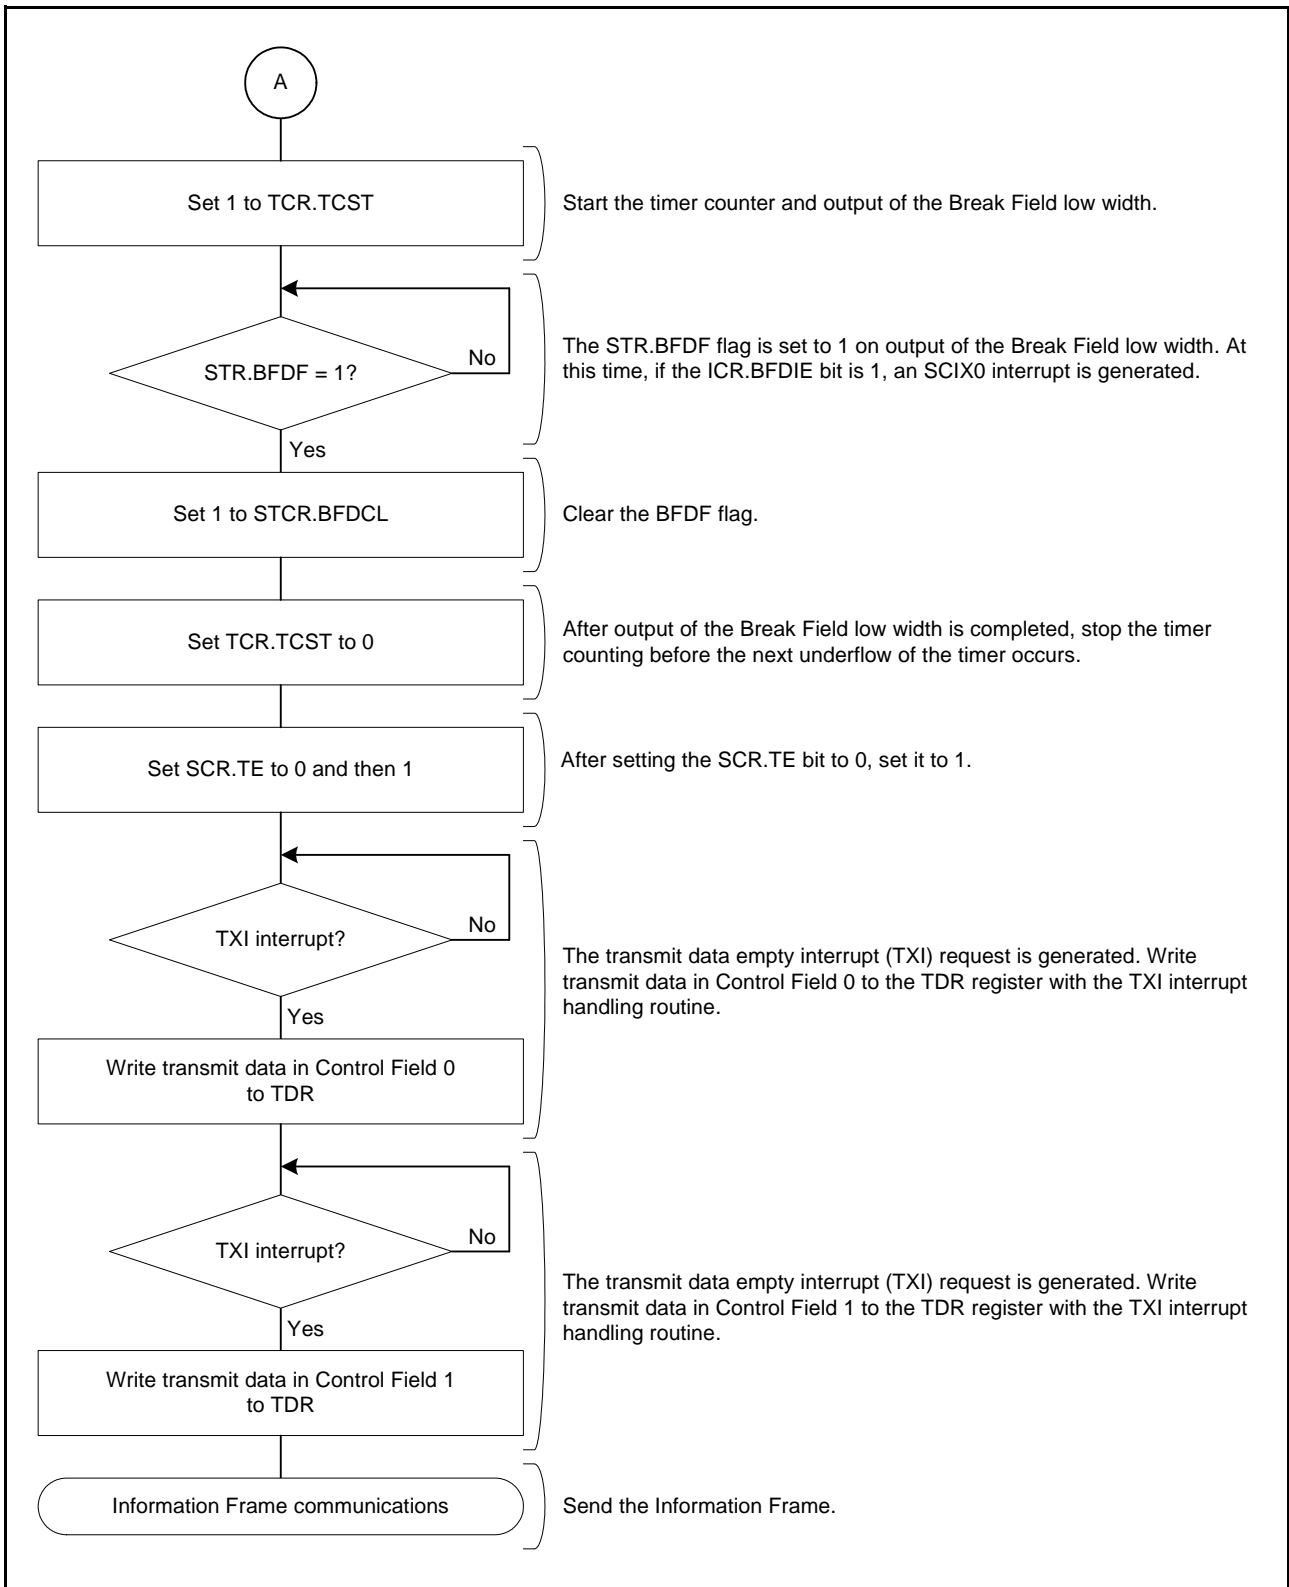 A
Set 1 to TCR.TCST
Start the timer counter and output of the Break Field low width.
STR.BFDF = 1?
No
The STR.BFDF flag is set to 1 on output of the Break Field low width. At
this time, if the ICR.BFDIE bit is 1, an SCIX0 interrupt is generated.
Yes
Set 1 to STCR.BFDCL
Clear the BFDF flag.
Set TCR.TCST to 0
After output of the Break Field low width is completed, stop the timer
counting before the next underflow of the timer occurs.
Set SCR.TE to 0 and then 1
After setting the SCR.TE bit to 0, set it to 1.
TXI interrupt?
No
The transmit data empty interrupt (TXI) request is generated. Write
transmit data in Control Field 0 to the TDR register with the TXI interrupt
handling routine.
Yes
Write transmit data in Control Field 0
to TDR
TXI interrupt?
No
The transmit data empty interrupt (TXI) request is generated. Write
transmit data in Control Field 1 to the TDR register with the TXI interrupt
handling routine.
Yes
Write transmit data in Control Field 1
to TDR
Information Frame communications
Send the Information Frame.